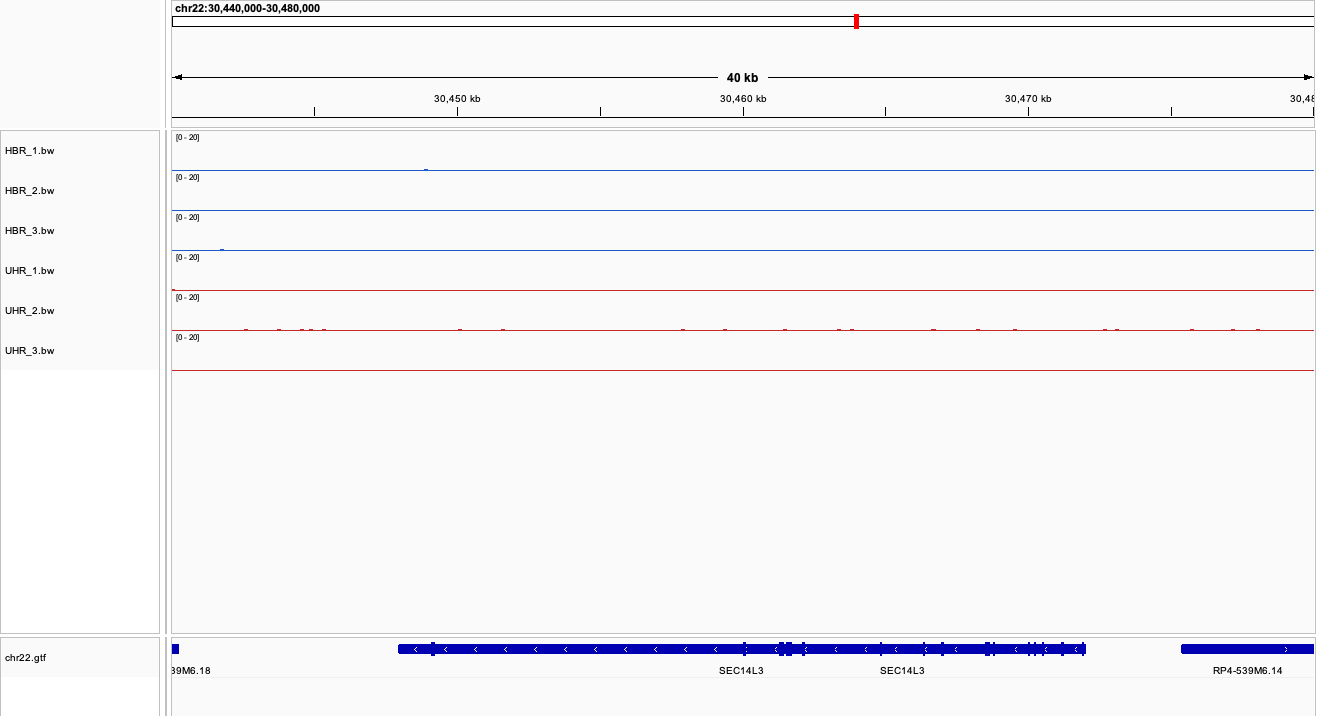 chr22:30,440,000-30,480,000
40 kb
30,450 kb 30,460 kb 30,470 kb 30,48
[0 - 20]
HBR_1.bw
[0 - 20]
HBR_2.bw
[0 - 20]
HBR_3.bw
[0 - 20]
UHR_1.bw
[0 - 20]
UHR_2.bw
[0 - 20]
UHR_3.bw
chr22.gtf
39M6.18 SEC14L3 SEC14L3 RP4-539M6.14